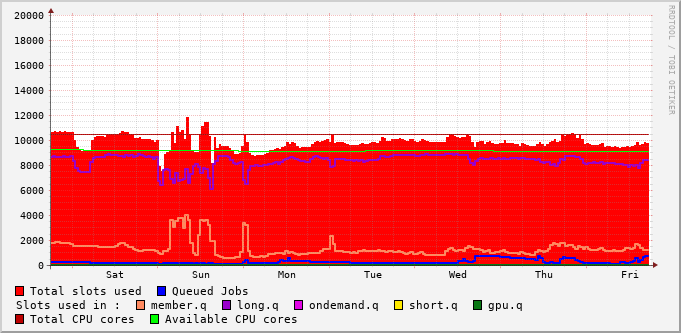 RRDTOOL / TOBI OETIKER
20000
18000
16000
14000
12000
10000
8000
6000
4000
2000
0
Sat Sun Mon Tue Wed Thu Fri
Total slots used Queued Jobs
Slots used in : member.q long.q ondemand.q short.q gpu.q
Total CPU cores Available CPU cores